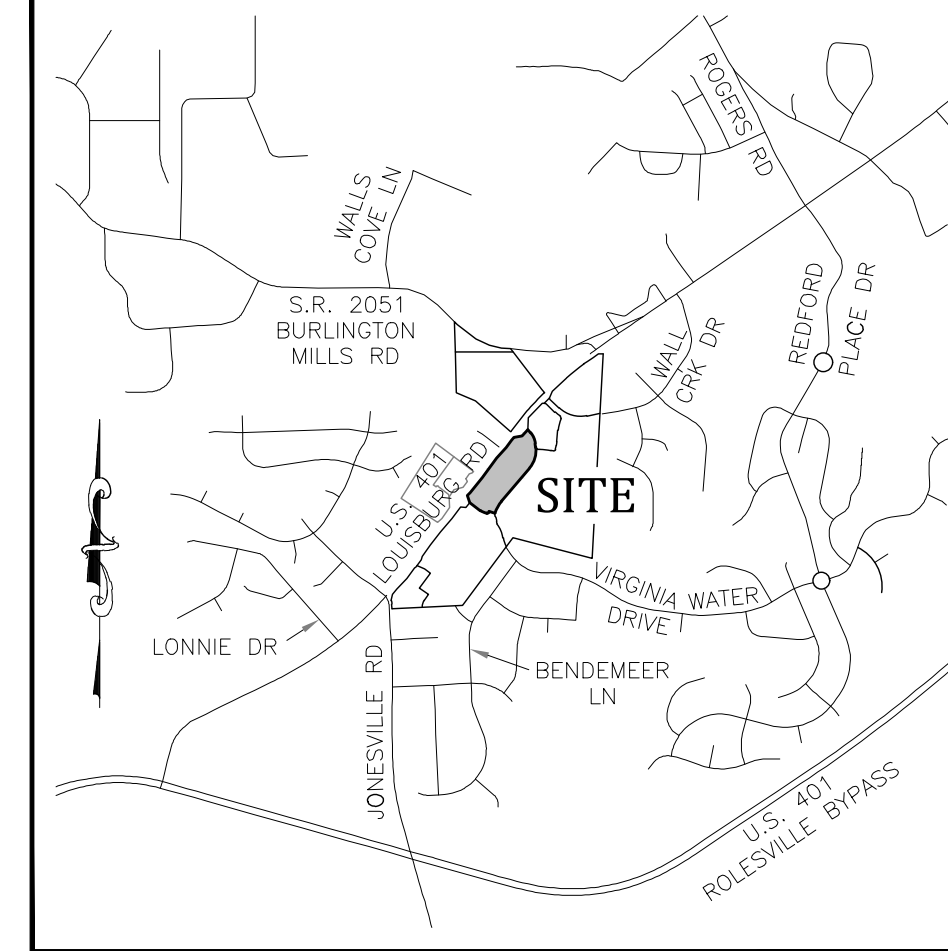 ROGERS RD
WALLS
COVE LN
S.R. 2051
BURLINGTON
MILLS RD
REDFORD
PLACE DR
WALL
CRK DR
U.S. 401
LOUISBURG RD
SITE
VIRGINIA WATER
DRIVE
LONNIE DR
BENDEMEER
LN
JONESVILLE RD
U.S. 401
ROLESVILLE BYPASS